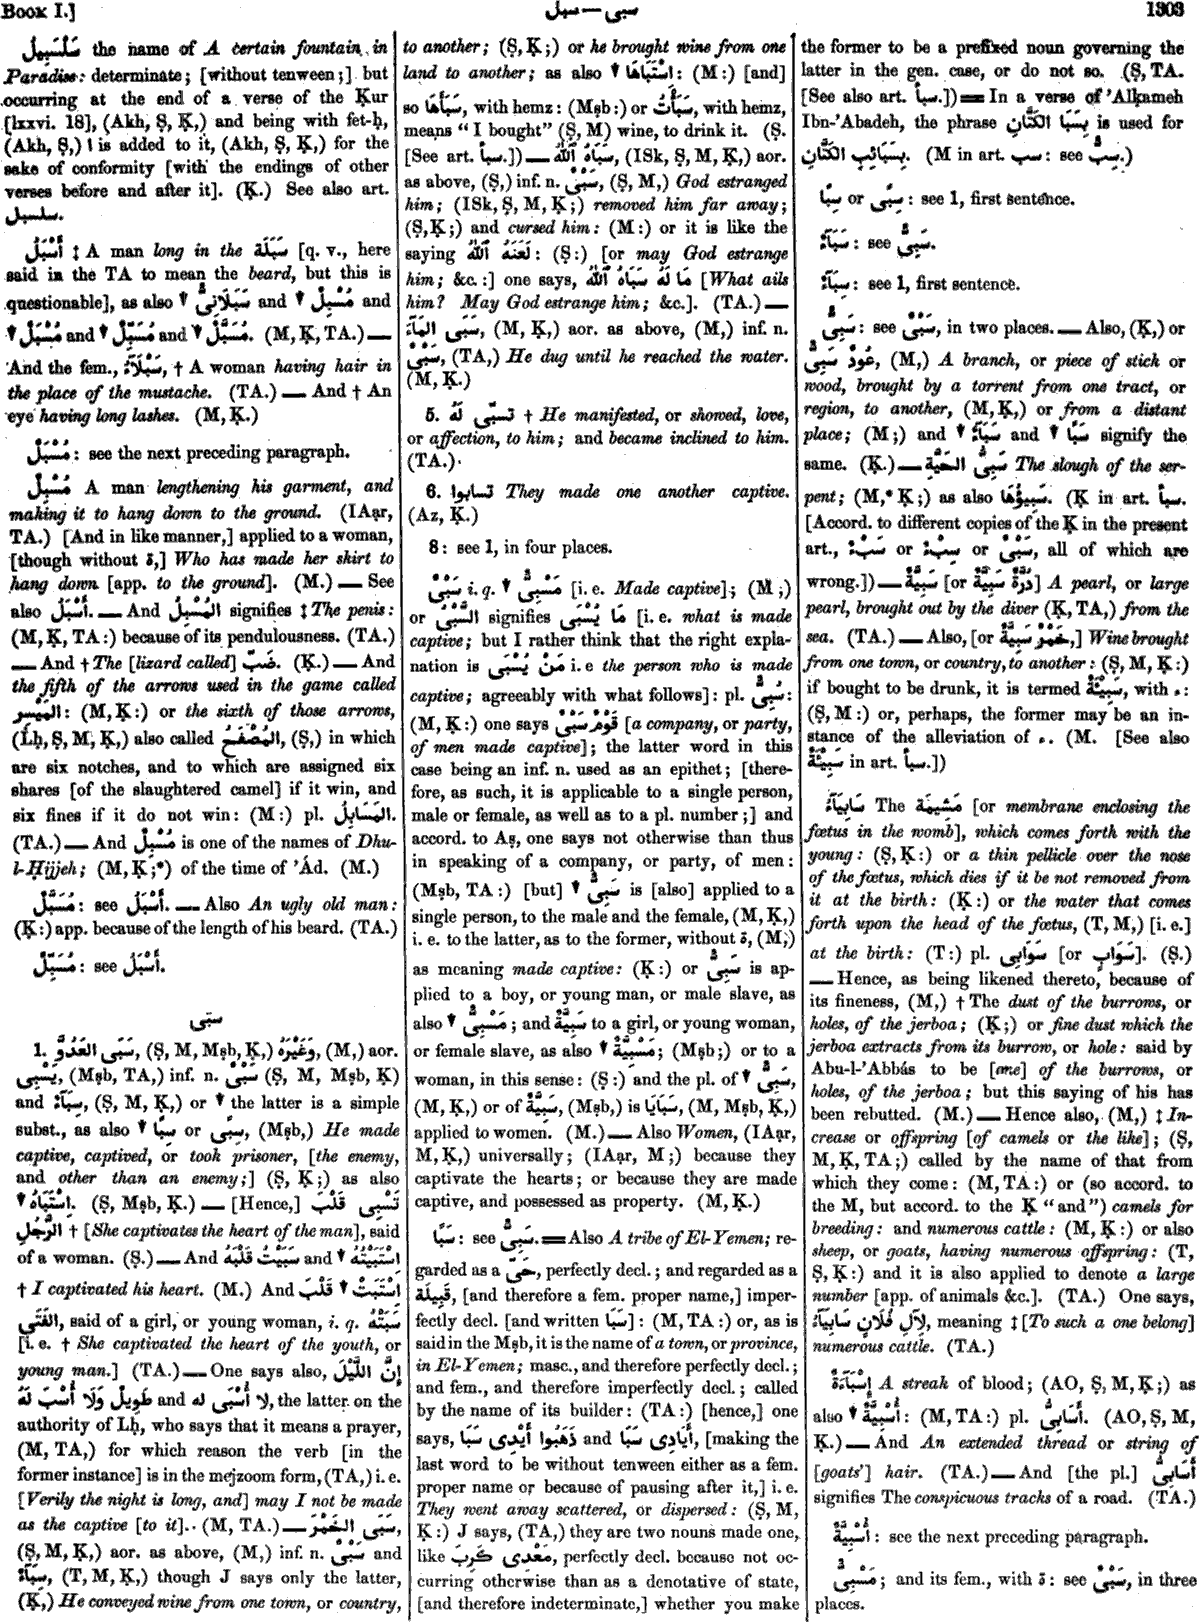 Book I.]
سبى — سبل
1303
سَلْسَبِيلٌ the name of A certain fountain in
Paradise: determinate; [without tenween;] but
occurring at the end of a verse of the Ḳur
[lxxvi. 18], (Akh, Ṣ, Ḳ,) and being with fet-ḥ,
(Akh, Ṣ,) ا is added to it, (Akh, Ṣ, Ḳ,) for the
sake of conformity [with the endings of other
verses before and after it]. (Ḳ.) See also art.
سلسبل.
أَسْبَلُ ‡ A man long in the سَبَلَة [q. v., here
said in the TA to mean the beard, but this is
questionable], as also ▼ سَبَلَانِىٌّ and ▼ مُسْبِلٌ and
▼ مُسْبَلٌ and ▼ مُسَبِّلٌ and ▼ مُسَبَّلٌ. (M, Ḳ, TA.) —
And the fem., سَبْلَآءُ, † A woman having hair in
the place of the mustache. (TA.) — And † An
eye having long lashes. (M, Ḳ.)
مُسْبَلٌ: see the next preceding paragraph.
مُسْبِلٌ A man lengthening his garment, and
making it to hang down to the ground. (IAạr,
TA.) [And in like manner,] applied to a woman,
[though without ة,] Who has made her skirt to
hang down [app. to the ground]. (M.) — See
also أَسْبَلُ. — And المُسْبِلُ signifies ‡ The penis:
(M, Ḳ, TA:) because of its pendulousness. (TA.)
— And † The [lizard called] ضَبّ. (Ḳ.) — And
the fifth of the arrows used in the game called
المَيْسِر: (M, Ḳ:) or the sixth of those arrows,
(Lḥ, Ṣ, M, Ḳ,) also called المُصْفَحُ, (Ṣ,) in which
are six notches, and to which are assigned six
shares [of the slaughtered camel] if it win, and
six fines if it do not win: (M:) pl. المَسَابِلُ.
(TA.) — And مُسْبِلٌ is one of the names of Dhu-
l-Ḥijjeh; (M, Ḳ;*) of the time of 'Ád. (M.)
مُسَبَّلٌ: see أَسْبَلُ. — Also An ugly old man:
(Ḳ:) app. because of the length of his beard. (TA.)
مُسَبِّلٌ: see أَسْبَلُ.
سبى
1. سَبَى العَدُوَّ, (Ṣ, M, Mṣb, Ḳ,) وَغَيْرَهُ, (M,) aor.
يَسْبِى, (Mṣb, TA,) inf. n. سَبْىٌ (Ṣ, M, Mṣb, Ḳ)
and سِبَآءٌ, (Ṣ, M, Ḳ,) or ▼ the latter is a simple
subst., as also ▼ سِبًا or سِبًى, (Mṣb,) He made
captive, captived, or took prisoner, [the enemy,
and other than an enemy;] (Ṣ, Ḳ;) as also
▼ اِسْتَبَاهُ. (Ṣ, Mṣb, Ḳ.) — [Hence,] تَسْبِى قَلْبَ
الرَّجُلِ † [She captivates the heart of the man], said
of a woman. (Ṣ.) — And سَبَيْتُ قَلْبَهُ and ▼ اسْتَبَيْتُهُ
† I captivated his heart. (M.) And ▼ اسْتَبَتْ قَلْبَ
الفَتَى, said of a girl, or young woman, i. q. سَبَتْهُ
[i. e. † She captivated the heart of the youth, or
young man.] (TA.) — One says also, إِنَّ اللَّيْلَ
طَوِيلٌ وَلَا أُسْبَ لَهُ and لا أُسْبَى له, the latter on the
authority of Lḥ, who says that it means a prayer,
(M, TA,) for which reason the verb [in the
former instance] is in the mejzoom form, (TA,) i. e.
[Verily the night is long, and] may I not be made
as the captive [to it]. (M, TA.) — سَبَى الخَمْرَ,
(Ṣ, M, Ḳ,) aor. as above, (M,) inf. n. سَبْىٌ and
سِبَآءٌ, (T, M, Ḳ,) though J says only the latter,
(Ḳ,) He conveyed wine from one town, or country,
to another; (Ṣ, Ḳ;) or he brought wine from one
land to another; as also ▼ اسْتَبَاهَا: (M:) [and]
so سَبَأَهَا, with hemz: (Mṣb:) or سَبَأْتُ, with hemz,
means "I bought" (Ṣ, M) wine, to drink it. (Ṣ.
[See art. سبأ.]) — سَبَاهُ ٱللّٰهُ, (ISk, Ṣ, M, Ḳ,) aor.
as above, (Ṣ,) inf. n. سَبْىٌ, (Ṣ, M,) God estranged
him; (ISk, Ṣ, M, Ḳ;) removed him far away;
(Ṣ, Ḳ;) and cursed him: (M:) or it is like the
saying لَعَنَهُ ٱللّٰهُ: (Ṣ:) [or may God estrange
him; &c.:] one says, مَا لَهُ سَبَاهُ ٱللّٰهُ [What ails
him? May God estrange him; &c.]. (TA.) —
سَبَى المَآءَ, (M, Ḳ,) aor. as above, (M,) inf. n.
سَبْىٌ, (TA,) He dug until he reached the water.
(M, Ḳ.)
5. تسبّى لَهُ † He manifested, or showed, love,
or affection, to him; and became inclined to him.
(TA.)
6. تسابوا They made one another captive.
(Az, Ḳ.)
8: see 1, in four places.
سَبْىٌ i. q. ▼ مَسْبِىٌّ [i. e. Made captive]; (M;)
or السَّبْىُ signifies مَا يُسْبَى [i. e. what is made
captive; but I rather think that the right expla-
nation is مَنْ يُسْبَى i. e the person who is made
captive; agreeably with what follows]: pl. سُبِىٌّ:
(M, Ḳ:) one says قَوْمٌ سَبْىٌ [a company, or party,
of men made captive]; the latter word in this
case being an inf. n. used as an epithet; [there-
fore, as such, it is applicable to a single person,
male or female, as well as to a pl. number;] and
accord. to Aṣ, one says not otherwise than thus
in speaking of a company, or party, of men:
(Mṣb, TA:) [but] ▼ سَبِىٌّ is [also] applied to a
single person, to the male and the female, (M, Ḳ,)
i. e. to the latter, as to the former, without ة, (M,)
as meaning made captive: (Ḳ:) or سَبِىٌّ is ap-
plied to a boy, or young man, or male slave, as
also ▼ مَسْبِىٌّ; and سَبِيَّةٌ to a girl, or young woman,
or female slave, as also ▼ مَسْبِيَّةٌ; (Mṣb;) or to a
woman, in this sense: (Ṣ:) and the pl. of ▼ سَبِىٌّ,
(M, Ḳ,) or of سَبِيَّةٌ, (Mṣb,) is سَبَايَا, (M, Mṣb, Ḳ,)
applied to women. (M.) — Also Women, (IAạr,
M, Ḳ,) universally; (IAạr, M;) because they
captivate the hearts; or because they are made
captive, and possessed as property. (M, Ḳ.)
سَبًا: see سَبِىٌّ. = Also A tribe of El-Yemen; re-
garded as a حَىّ, perfectly decl.; and regarded as a
قَبِيلَة, [and therefore a fem. proper name,] imper-
fectly decl. [and written سَبَا]: (M, TA:) or, as is
said in the Mṣb, it is the name of a town, or province,
in El-Yemen; masc., and therefore perfectly decl.;
and fem., and therefore imperfectly decl.; called
by the name of its builder: (TA:) [hence,] one
says, ذَهَبُوا أَيْدِى سَبَا and أَيَادِى سَبَا, [making the
last word to be without tenween either as a fem.
proper name or because of pausing after it,] i. e.
They went away scattered, or dispersed: (Ṣ, M,
Ḳ:) J says, (TA,) they are two nouns made one,
like مَعْدِى كَرِبَ, perfectly decl. because not oc-
curring otherwise than as a denotative of state,
[and therefore indeterminate,] whether you make
the former to be a prefixed noun governing the
latter in the gen. case, or do not so. (Ṣ, TA.
[See also art. سبأ.]) = In a verse of 'Alḳameh
Ibn-'Abadeh, the phrase بِسَبَا الكَتَّانِ is used for
بِسَبَائِبِ الكَتَّانِ. (M in art. سب: see سِبٌّ.)
سِبًا or سِبًى: see 1, first sentence.
سَبَآءٌ: see سَبِىٌّ.
سِبَآءٌ: see 1, first sentence.
سَبِىٌّ: see سَبْىٌ, in two places. — Also, (Ḳ,) or
عُودٌ سَبِىٌّ, (M,) A branch, or piece of stick or
wood, brought by a torrent from one tract, or
region, to another, (M, Ḳ,) or from a distant
place; (M;) and ▼ سَبَآءٌ and ▼ سَبًا signify the
same. (Ḳ.) — سَبِىُّ الحَيَّةِ The slough of the ser-
pent; (M,* Ḳ;) as also سَبِيْؤُهَا. (Ḳ in art. سبأ.
[Accord. to different copies of the Ḳ in the present
art., سَبْءٌ or سِبْءٌ or سَبْىٌ, all of which are
wrong.]) — سَبِيَّةٌ [or دُرَّةٌ سَبِيَّةٌ] A pearl, or large
pearl, brought out by the diver (Ḳ, TA,) from the
sea. (TA.) — Also, [or خَمْرٌ سَبِيَّةٌ,] Wine brought
from one town, or country, to another: (Ṣ, M, Ḳ:)
if bought to be drunk, it is termed سَبِيْئَةٌ, with ء:
(Ṣ, M:) or, perhaps, the former may be an in-
stance of the alleviation of ء. (M. [See also
سَبِيْئَةٌ in art. سبأ.])
سَابِيَآءُ The مَشِيمَة [or membrane enclosing the
fœtus in the womb], which comes forth with the
young: (Ṣ, Ḳ:) or a thin pellicle over the nose
of the fœtus, which dies if it be not removed from
it at the birth: (Ḳ:) or the water that comes
forth upon the head of the fœtus, (T, M,) [i. e.]
at the birth: (T:) pl. سَوَابِى [or سَوَابٍ]. (Ṣ.)
— Hence, as being likened thereto, because of
its fineness, (M,) † The dust of the burrows, or
holes, of the jerboa; (Ḳ;) or fine dust which the
jerboa extracts from its burrow, or hole: said by
Abu-l-'Abbás to be [one] of the burrows, or
holes, of the jerboa; but this saying of his has
been rebutted. (M.) — Hence also, (M,) ‡ In-
crease or offspring [of camels or the like]; (Ṣ,
M, Ḳ, TA;) called by the name of that from
which they come: (M, TA:) or (so accord. to
the M, but accord. to the Ḳ "and") camels for
breeding: and numerous cattle: (M, Ḳ:) or also
sheep, or goats, having numerous offspring: (T,
Ṣ, Ḳ:) and it is also applied to denote a large
number [app. of animals &c.]. (TA.) One says,
لِآلِ فُلَانٍ سَابِيَآءُ, meaning ‡ [To such a one belong]
numerous cattle. (TA.)
إِسْبَآءَةٌ A streak of blood; (AO, Ṣ, M, Ḳ;) as
also ▼ أُسْبِيَّةٌ: (M, TA:) pl. أَسَابِىُّ. (AO, Ṣ, M,
Ḳ.) — And An extended thread or string of
[goats'] hair. (TA.) — And [the pl.] أَسَابِىُّ
signifies The conspicuous tracks of a road. (TA.)
أُسْبِيَّةٌ: see the next preceding paragraph.
مَسْبِىٌّ; and its fem., with ة: see سَبْىٌ, in three
places.